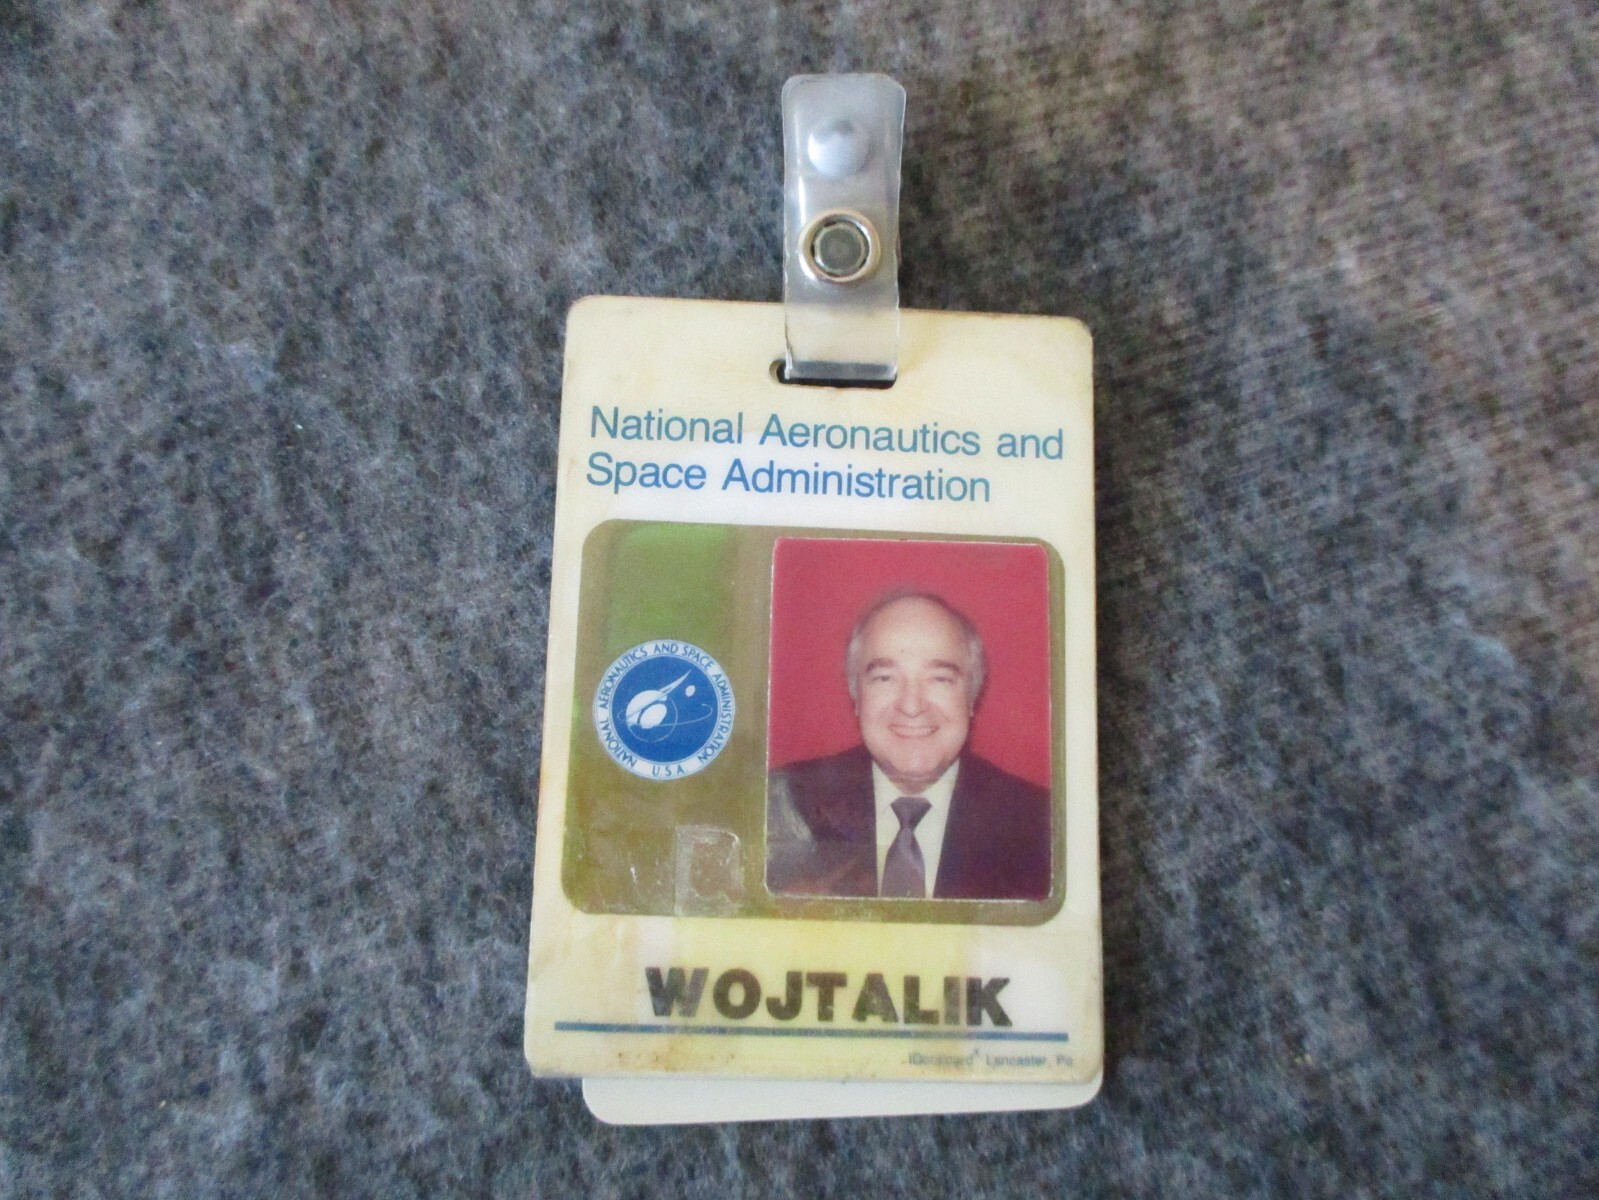 National Aeronautics and
Space Administration
NATIONAL AERONAUTICS AND SPACE ADMINISTRATION
U.S.A.
WOJTALIK
Lancaster, Pa